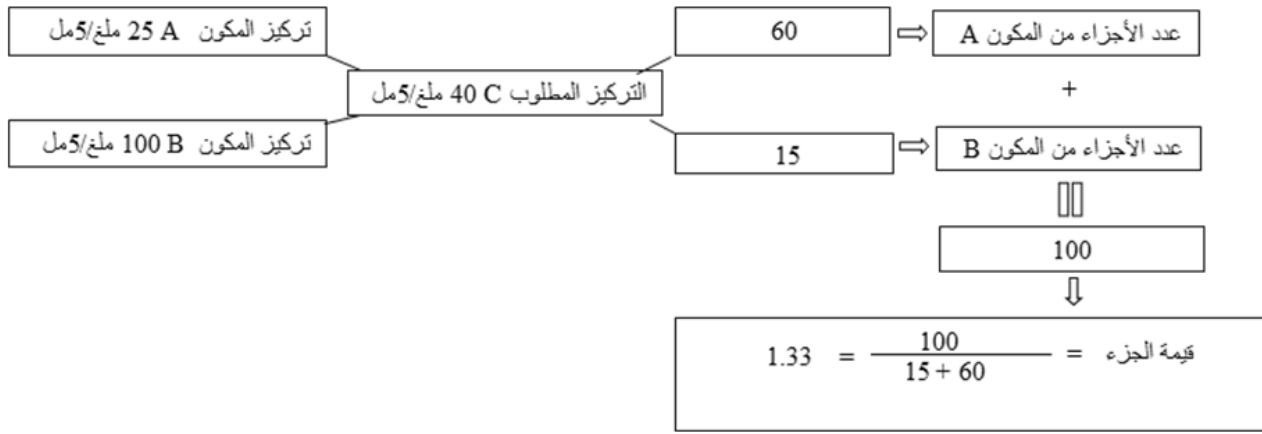 تركيز المكون A 25 ملغ/5مل
60
عدد الأجزاء من المكون A
التركيز المطلوب C 40 ملغ/5مل
+
تركيز المكون B 100 ملغ/5مل
15
عدد الأجزاء من المكون B
100
قيمة الجزء = 100 / 15 + 60 = 1.33